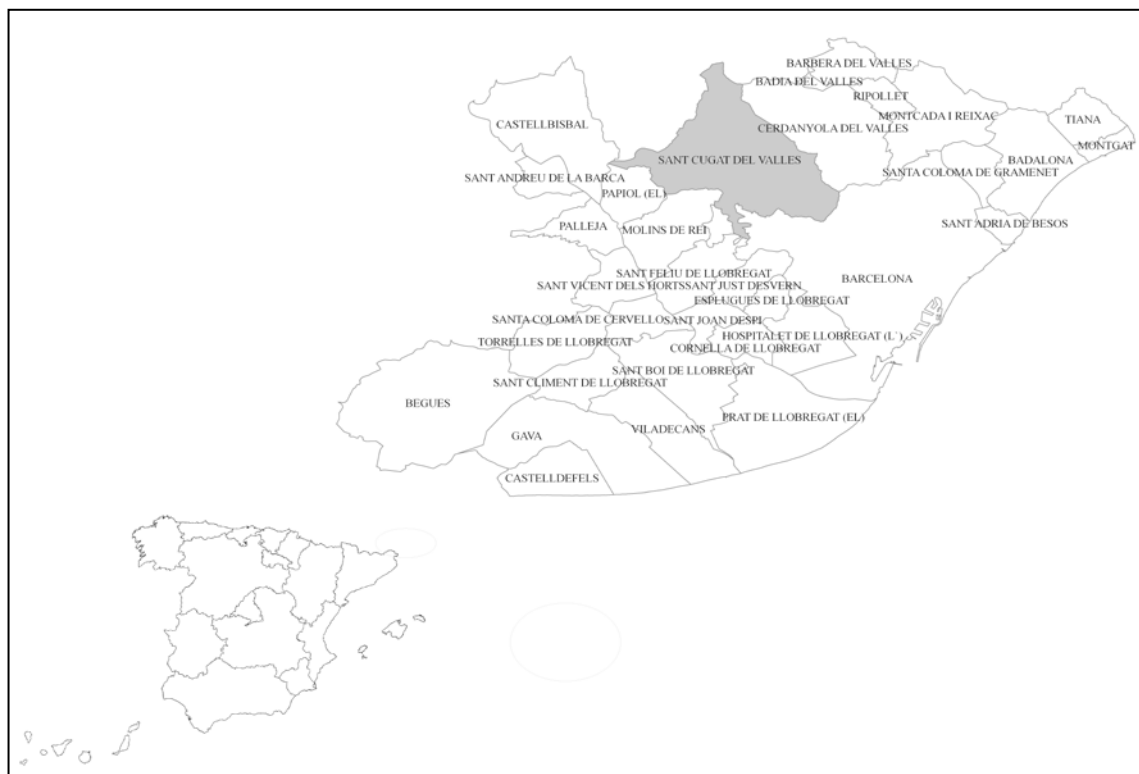 BARBERA DEL VALLES
BADIA DEL VALLES
RIPOLLET
MONTCADA I REIXAC
TIANA
CASTELLBISBAL
CERDANYOLA DEL VALLES
MONTGAT
SANT CUGAT DEL VALLES
BADALONA
SANTA COLOMA DE GRAMENET
SANT ANDREU DE LA BARCA
PAPIOL (EL)
SANT ADRIA DE BESOS
PALLEJA
MOLINS DE REI
SANT FELIU DE LLOBREGAT
BARCELONA
SANT VICENT DELS HORTS
SANT JUST DESVERN
ESPLUGUES DE LLOBREGAT
SANTA COLOMA DE CERVELLO
SANT JOAN DESPI
HOSPITALET DE LLOBREGAT (L`)
TORRELLES DE LLOBREGAT
CORNELLA DE LLOBREGAT
SANT BOI DE LLOBREGAT
SANT CLIMENT DE LLOBREGAT
BEGUES
PRAT DE LLOBREGAT (EL)
VILADECANS
GAVA
CASTELLDEFELS